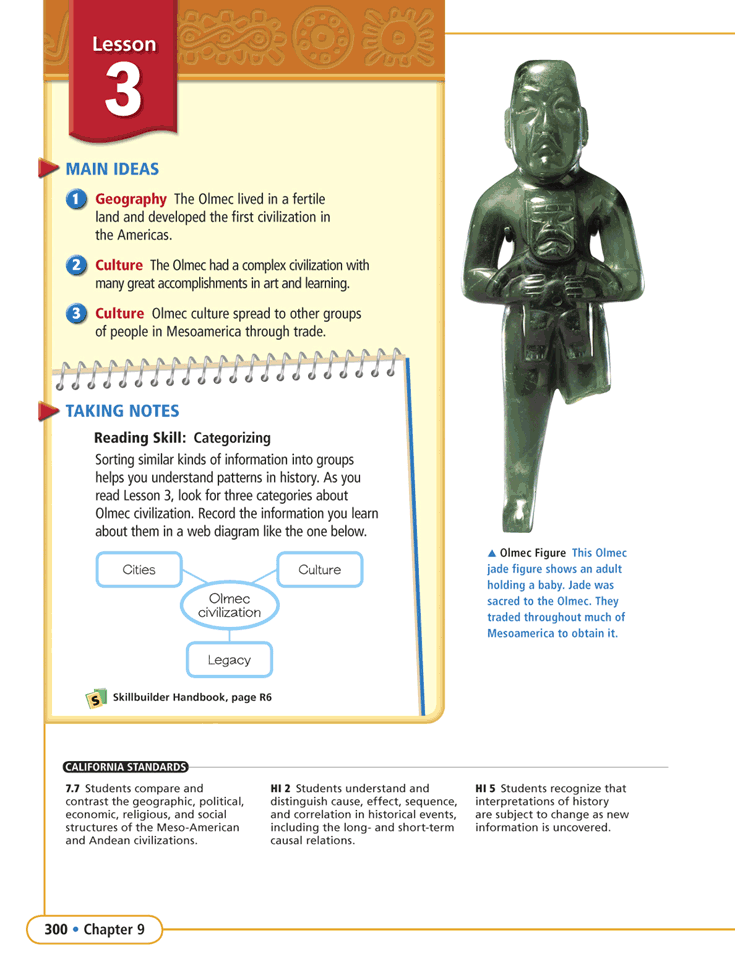 Lesson
3
MAIN IDEAS
1 Geography The Olmec lived in a fertile
land and developed the first civilization in
the Americas.
2 Culture The Olmec had a complex civilization with
many great accomplishments in art and learning.
3 Culture Olmec culture spread to other groups
of people in Mesoamerica through trade.
TAKING NOTES
Reading Skill: Categorizing
Sorting similar kinds of information into groups
helps you understand patterns in history. As you
read Lesson 3, look for three categories about
Olmec civilization. Record the information you learn
about them in a web diagram like the one below.
Cities
Culture
Olmec
civilization
Legacy
S
Skillbuilder Handbook, page R6
▲ Olmec Figure This Olmec
jade figure shows an adult
holding a baby. Jade was
sacred to the Olmec. They
traded throughout much of
Mesoamerica to obtain it.
CALIFORNIA STANDARDS
7.7 Students compare and
contrast the geographic, political,
economic, religious, and social
structures of the Meso-American
and Andean civilizations.
HI 2 Students understand and
distinguish cause, effect, sequence,
and correlation in historical events,
including the long- and short-term
causal relations.
HI 5 Students recognize that
interpretations of history
are subject to change as new
information is uncovered.
300 • Chapter 9